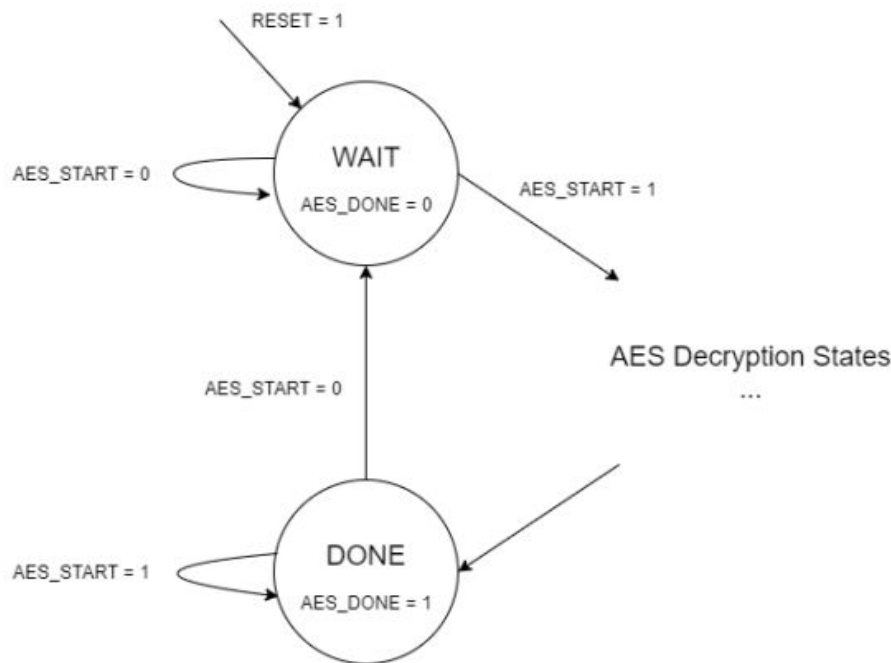 RESET = 1
WAIT
AES_START = 0
AES_DONE = 0
AES_START = 1
AES Decryption States
...
AES_START = 0
DONE
AES_START = 1
AES_DONE = 1